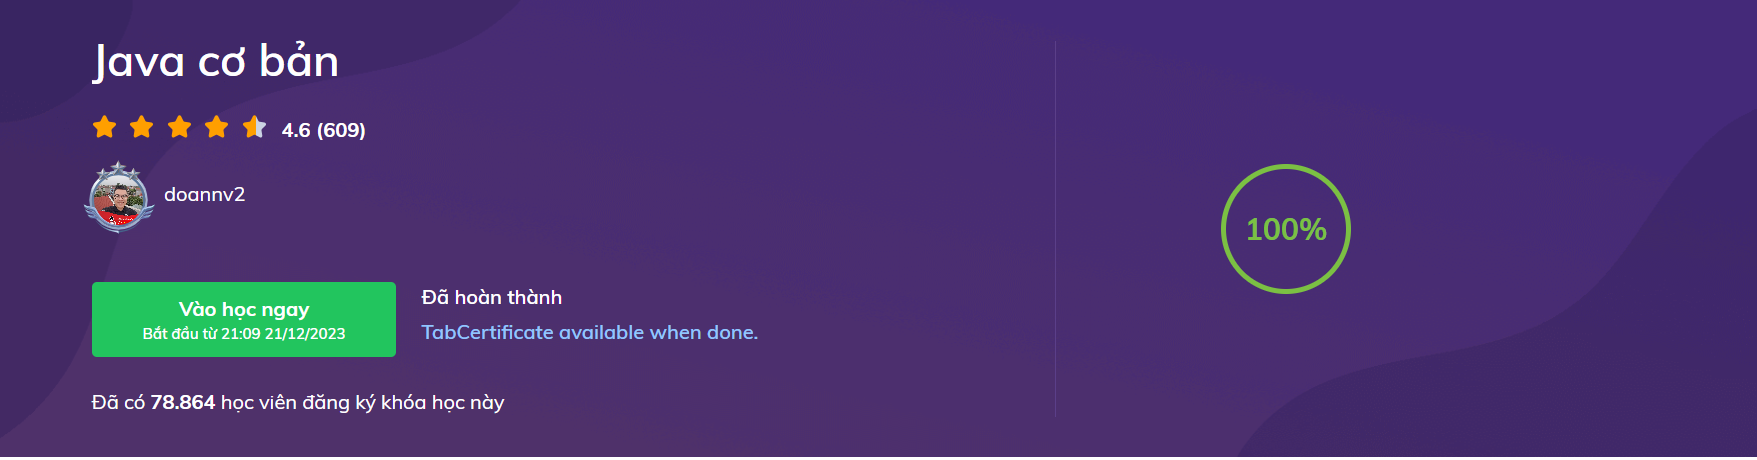 Java cơ bản
4.6 (609)
doannv2
Vào học ngay
Bắt đầu từ 21:09 21/12/2023
Đã hoàn thành
TabCertificate available when done.
Đã có 78.864 học viên đăng ký khóa học này
100%